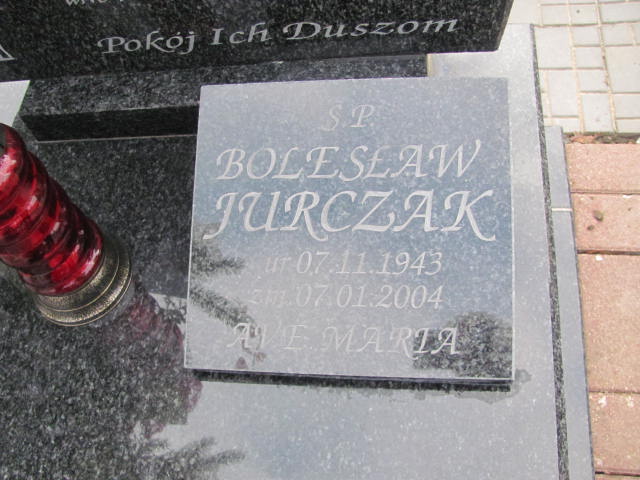 Pokój Ich Duszom
Ś P
BOLESŁAW
JURCZAK
ur.07.11.1943
zm.07.01.2004
AVE MARIA